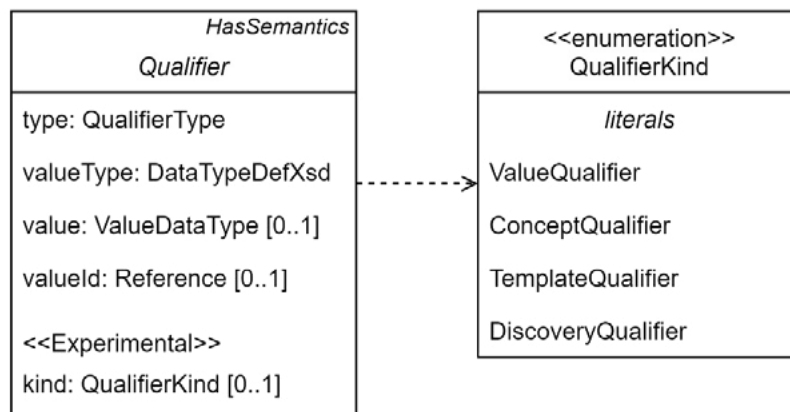 HasSemantics
Qualifier
type: QualifierType
valueType: DataTypeDefXsd
value: ValueDataType [0..1]
valueId: Reference [0..1]
<<Experimental>>
kind: QualifierKind [0..1]
<<enumeration>>
QualifierKind
literals
ValueQualifier
ConceptQualifier
TemplateQualifier
DiscoveryQualifier